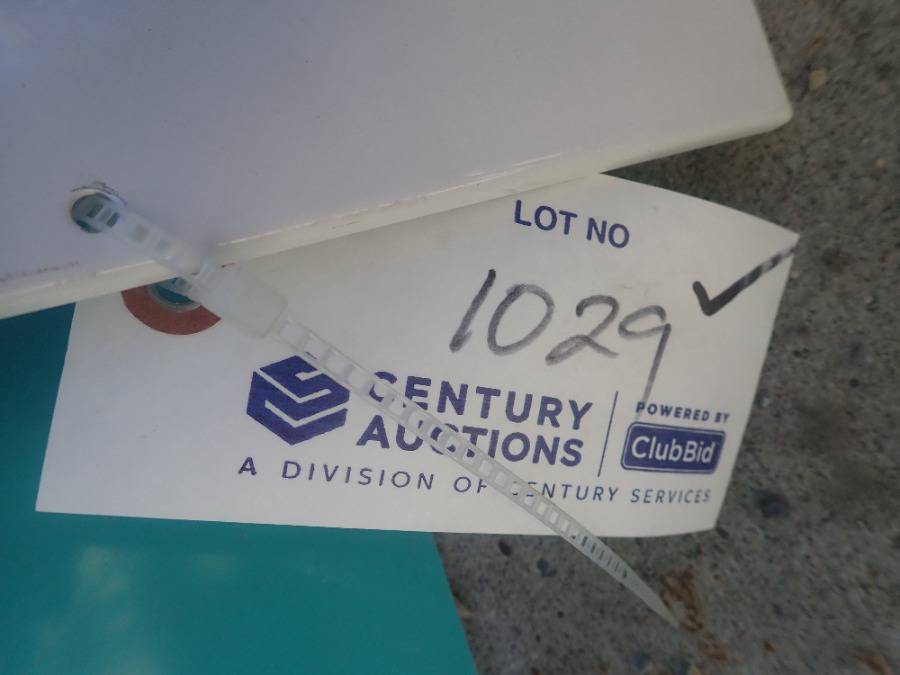 LOT NO
1029
CENTURY
AUCTIONS
POWERED BY
ClubBid
A DIVISION OF CENTURY SERVICES